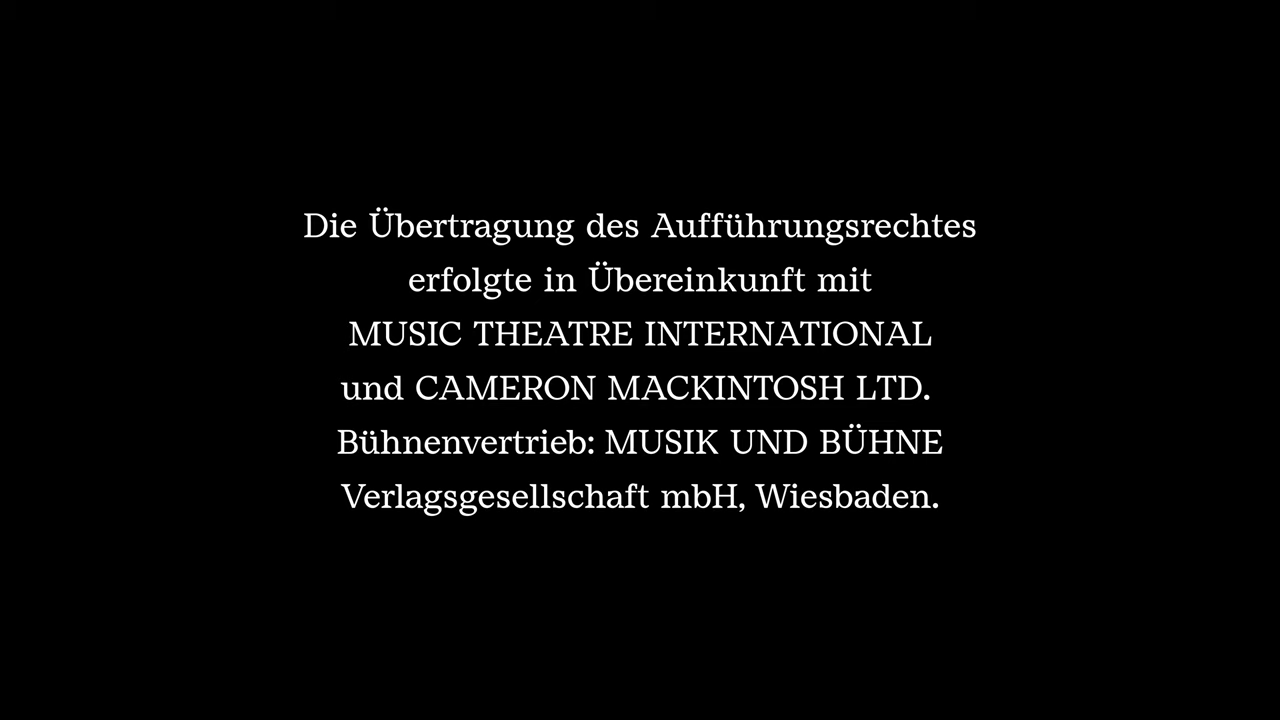 Die Übertragung des Aufführungsrechtes
erfolgte in Übereinkunft mit
MUSIC THEATRE INTERNATIONAL
und CAMERON MACKINTOSH LTD.
Bühnenvertrieb: MUSIK UND BÜHNE
Verlagsgesellschaft mbH, Wiesbaden.